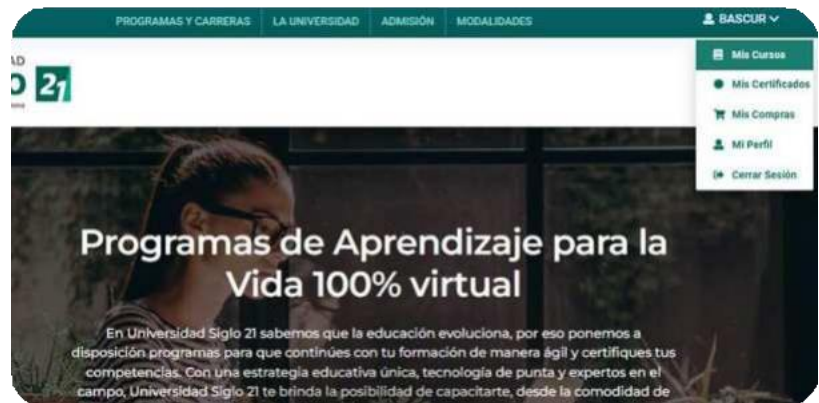 PROGRAMAS Y CARRERAS LA UNIVERSIDAD ADMISIÓN MODALIDADES BASCUR
AD
O 21
Mis Cursos
Mis Certificados
Mis Compras
Mi Perfil
Cerrar Sesión
Programas de Aprendizaje para la
Vida 100% virtual
En Universidad Siglo 21 sabemos que la educación evoluciona, por eso ponemos a
disposición programas para que continúes con tu formación de manera ágil y certifiques tus
competencias. Con una estrategia educativa única, tecnología de punta y expertos en el
campo, Universidad Siglo 21 te brinda la posibilidad de capacitarte, desde la comodidad de